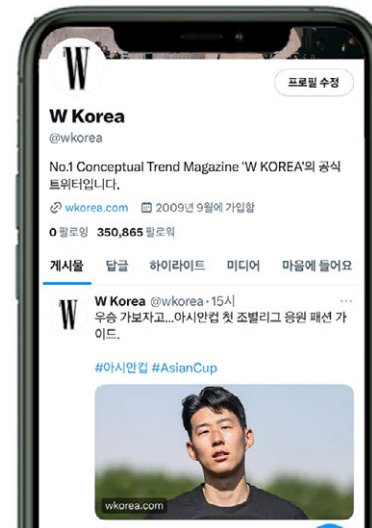 W
프로필 수정
W Korea
@wkorea
No.1 Conceptual Trend Magazine 'W KOREA'의 공식
트위터입니다.
wkorea.com 2009년 9월에 가입함
0 팔로잉 350,865 팔로워
게시물 답글 하이라이트 미디어 마음에 들어요
W
W Korea @wkorea·15시
우승 가보자고...아시안컵 첫 조별리그 응원 패션 가
이드.
#아시안컵 #AsianCup
wkorea.com